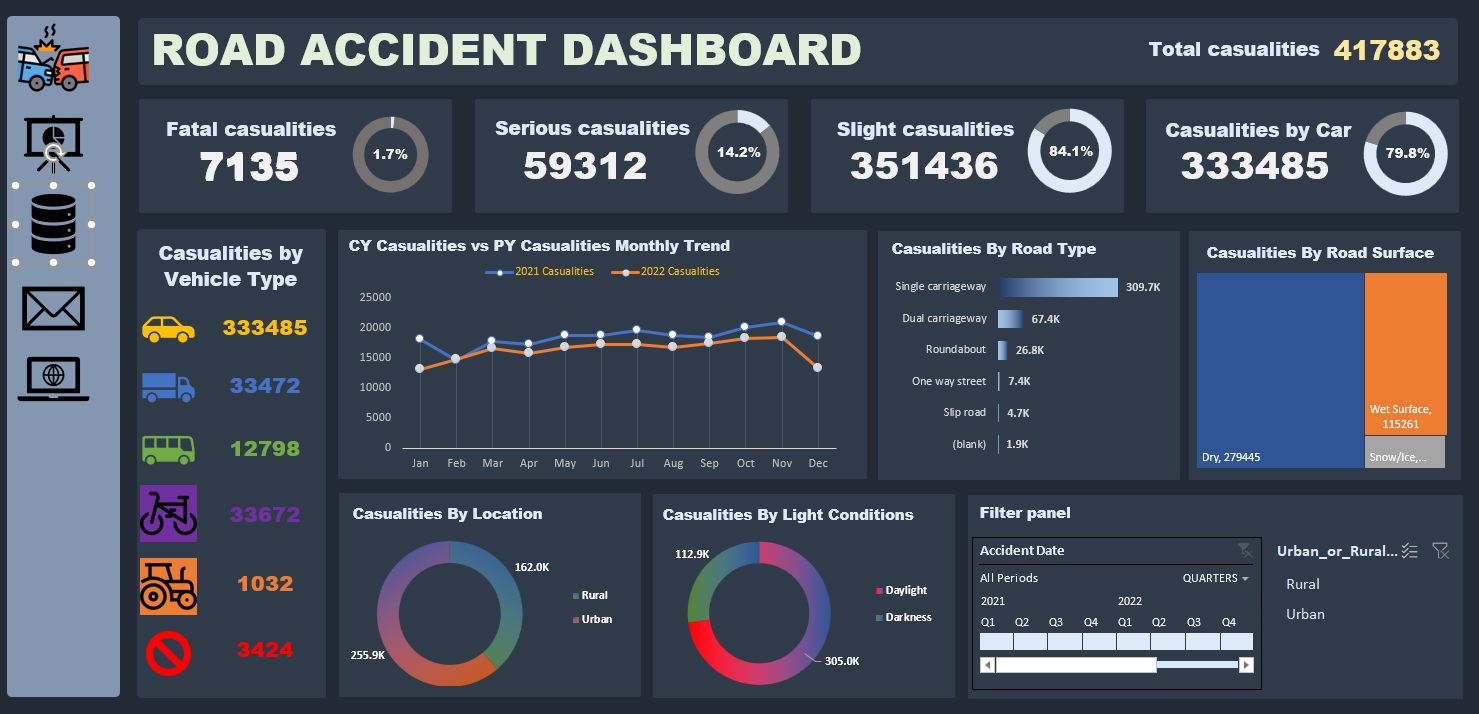 ROAD ACCIDENT DASHBOARD
Total casualities 417883
Fatal casualities
7135
1.7%
Serious casualities
59312
14.2%
Slight casualities
351436
84.1%
Casualities by Car
333485
79.8%
Casualities by
Vehicle Type
333485
33472
12798
33672
1032
3424
CY Casualities vs PY Casualities Monthly Trend
2021 Casualities 2022 Casualities
25000
20000
15000
10000
5000
0
Jan Feb Mar Apr May Jun Jul Aug Sep Oct Nov Dec
Casualities By Road Type
Single carriageway 309.7K
Dual carriageway 67.4K
Roundabout 26.8K
One way street 7.4K
Slip road 4.7K
(blank) 1.9K
Casualities By Road Surface
Dry, 279445
Wet Surface,
115261
Snow/Ice,...
Casualities By Location
162.0K
255.9K
Rural
Urban
Casualities By Light Conditions
112.9K
305.0K
Daylight
Darkness
Filter panel
Accident Date
All Periods QUARTERS
2021 2022
Q1 Q2 Q3 Q4 Q1 Q2 Q3 Q4
Urban_or_Rural...
Rural
Urban